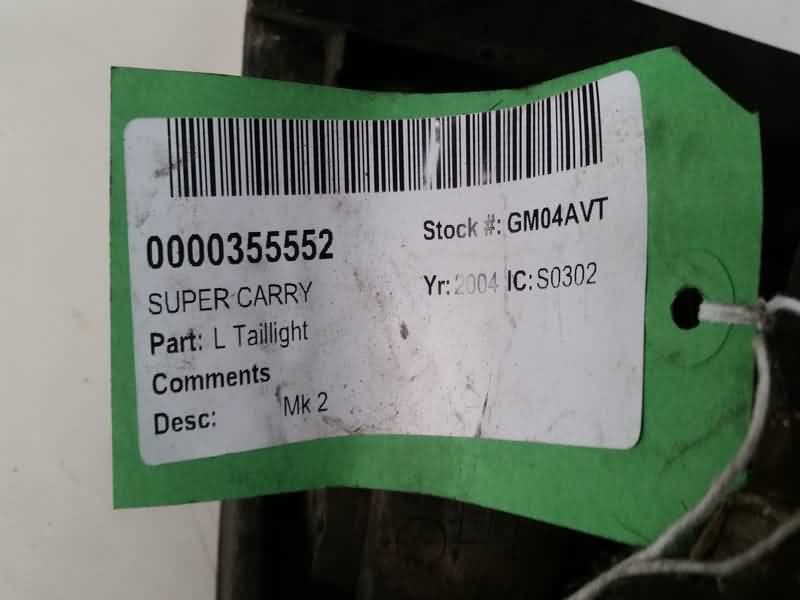 0000355552
Stock #: GM04AVT
SUPER CARRY
Yr: 2004 IC: S0302
Part: L Taillight
Comments
Desc: Mk 2